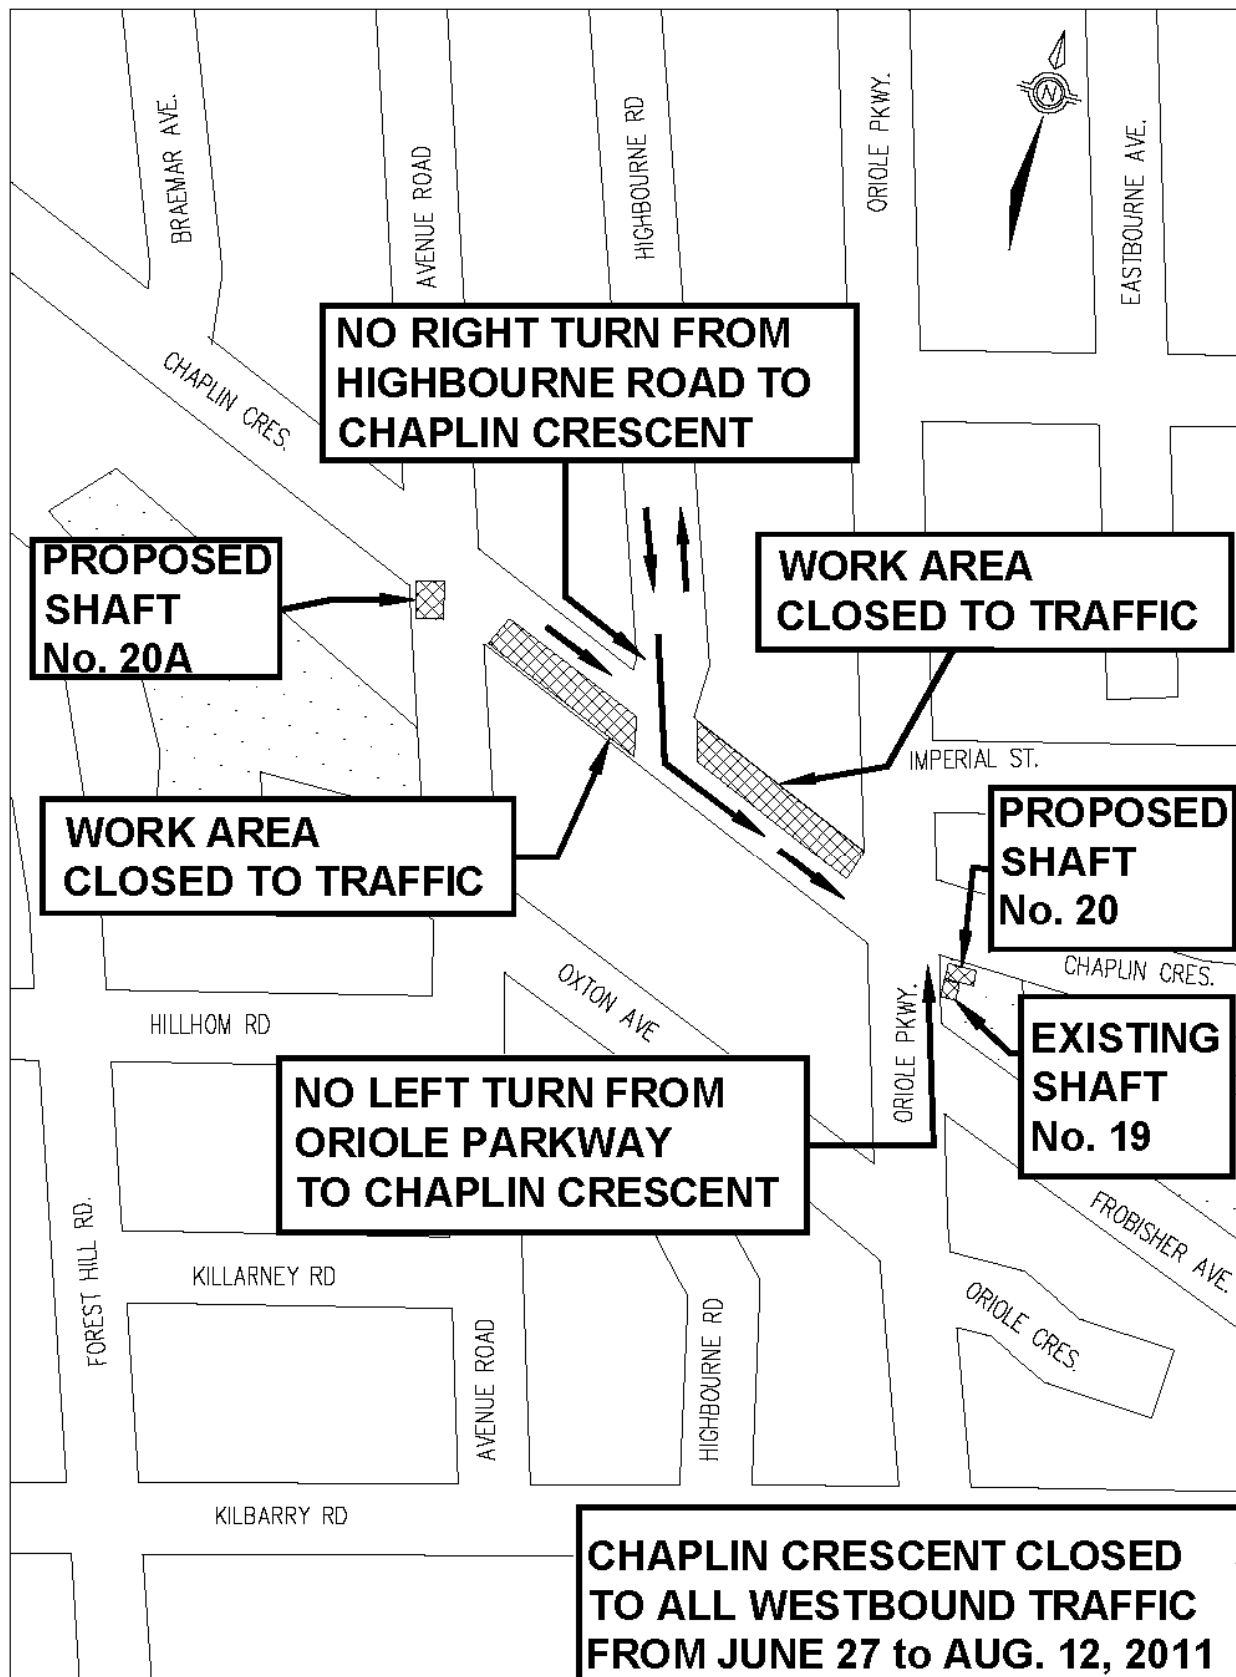 BRAEMAR AVE.
AVENUE ROAD
HIGHBOURNE RD
ORIOLE PKWY.
EASTBOURNE AVE.
N
NO RIGHT TURN FROM
HIGHBOURNE ROAD TO
CHAPLIN CRESCENT
CHAPLIN CRES.
PROPOSED
SHAFT
No. 20A
WORK AREA
CLOSED TO TRAFFIC
IMPERIAL ST.
WORK AREA
CLOSED TO TRAFFIC
PROPOSED
SHAFT
No. 20
CHAPLIN CRES.
OXTON AVE
HILLHOM RD
ORIOLE PKWY.
EXISTING
SHAFT
No. 19
NO LEFT TURN FROM
ORIOLE PARKWAY
TO CHAPLIN CRESCENT
FROBISHER AVE.
FOREST HILL RD.
KILLARNEY RD
ORIOLE CRES.
AVENUE ROAD
HIGHBOURNE RD
KILBARRY RD
CHAPLIN CRESCENT CLOSED
TO ALL WESTBOUND TRAFFIC
FROM JUNE 27 to AUG. 12, 2011